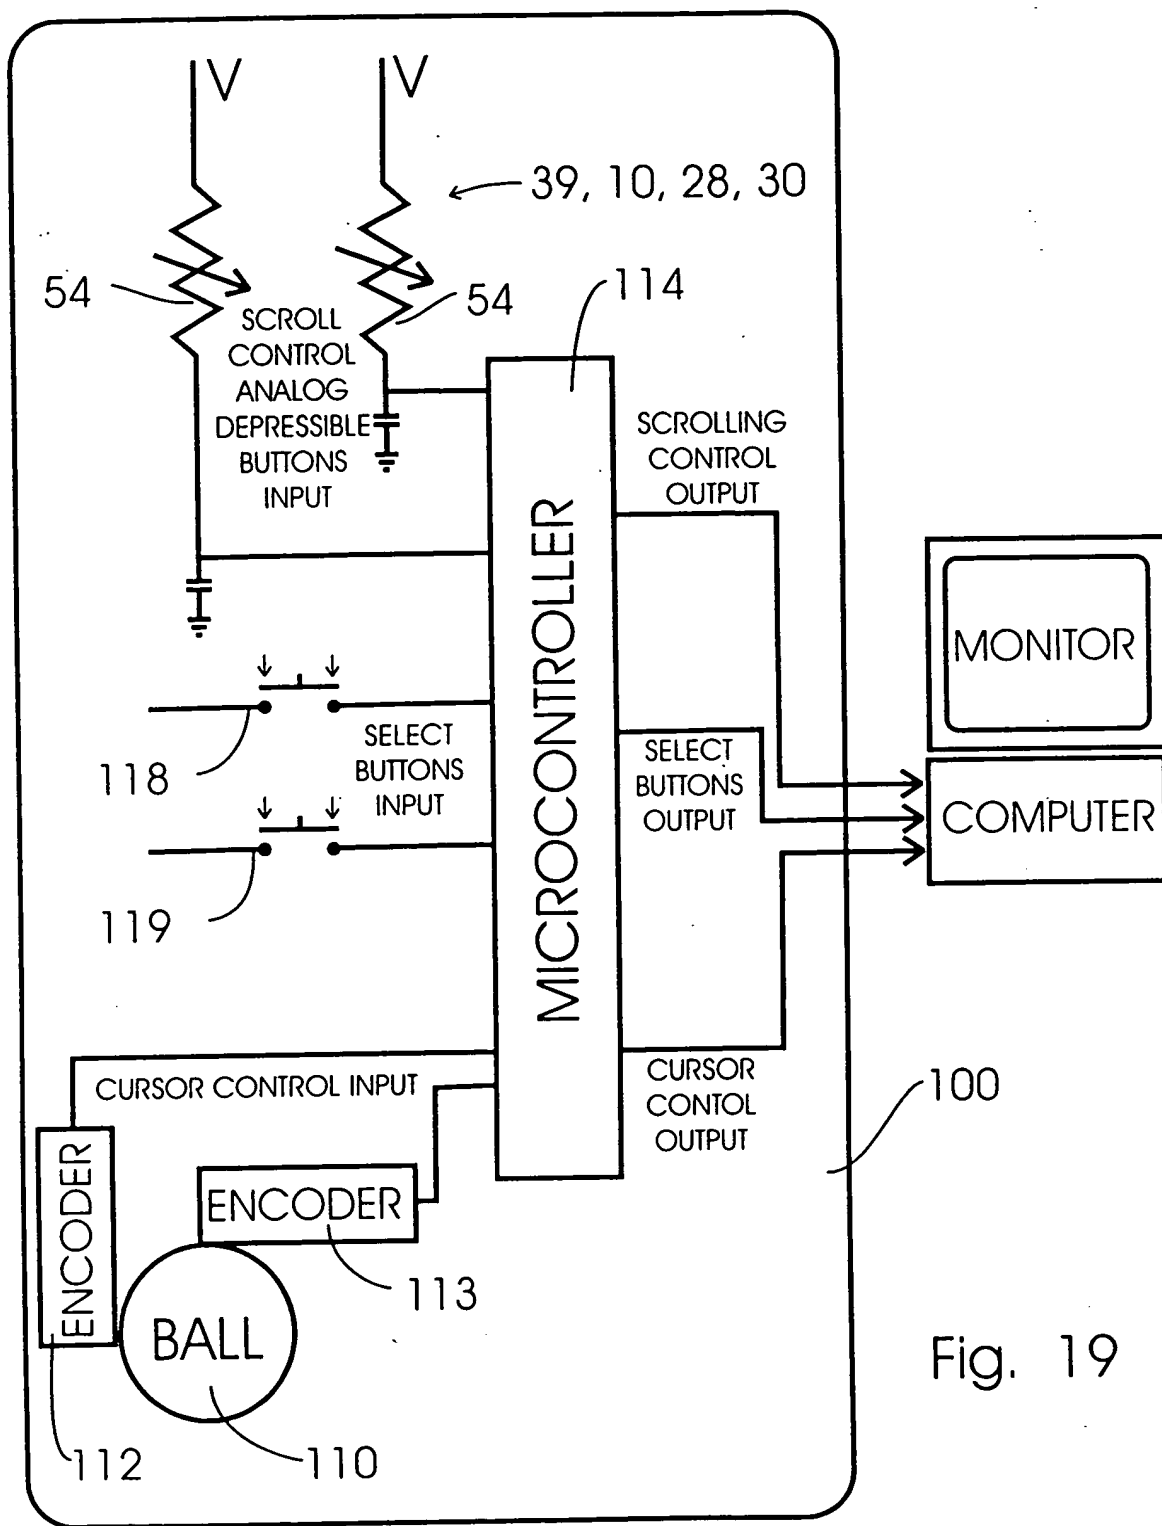 V
V
39, 10, 28, 30
54
54
114
SCROLL
CONTROL
ANALOG
DEPRESSIBLE
BUTTONS
INPUT
SCROLLING
CONTROL
OUTPUT
MICROCONTROLLER
MONITOR
COMPUTER
118
SELECT
BUTTONS
INPUT
SELECT
BUTTONS
OUTPUT
119
CURSOR CONTROL INPUT
CURSOR
CONTOL
OUTPUT
100
ENCODER
ENCODER
113
BALL
112
110
Fig. 19